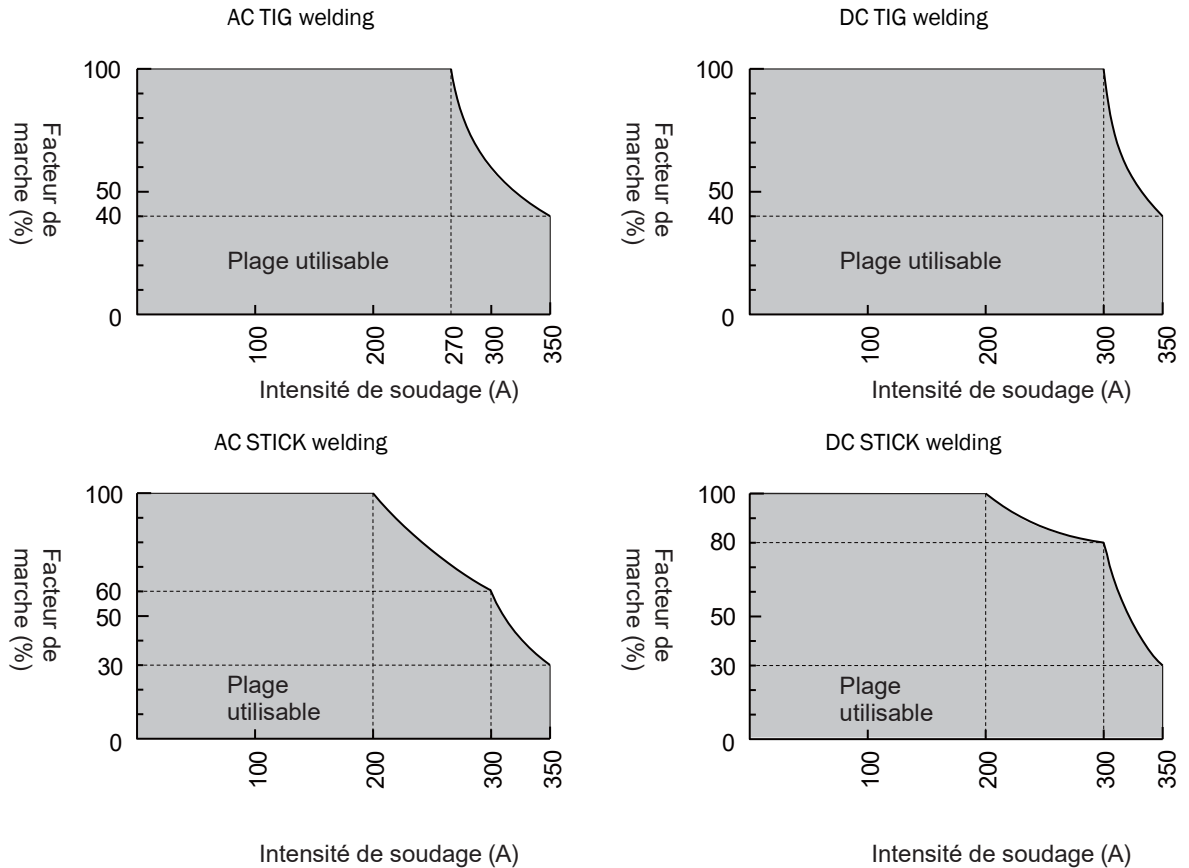 AC TIG welding
100
50
40
0
Facteur de
marche (%)
Plage utilisable
100
200
270
300
350
Intensité de soudage (A)
DC TIG welding
100
50
40
0
Facteur de
marche (%)
Plage utilisable
100
200
300
350
Intensité de soudage (A)
AC STICK welding
100
60
50
30
0
Facteur de
marche (%)
Plage
utilisable
100
200
300
350
Intensité de soudage (A)
DC STICK welding
100
80
50
30
0
Facteur de
marche (%)
Plage
utilisable
100
200
300
350
Intensité de soudage (A)